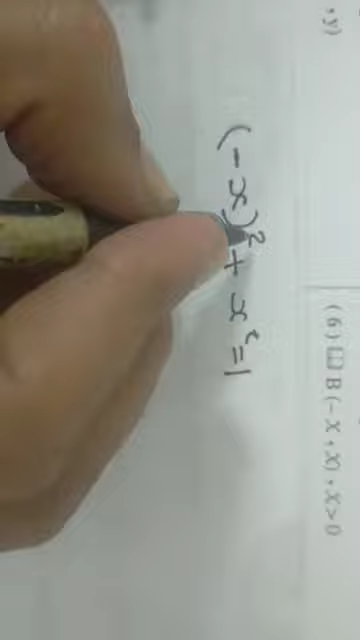 , y)
(6) B(-x, x), x>0
(-x)²+x²=1